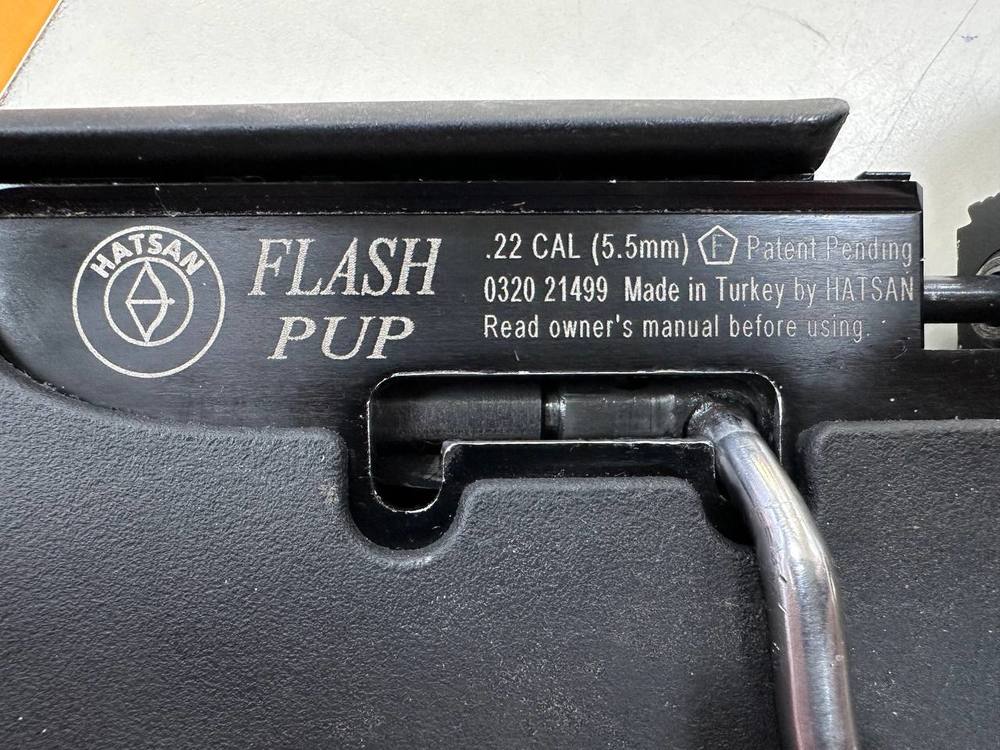 HATSAN
FLASH
PUP
.22 CAL (5.5mm) F Patent Pending
0320 21499 Made in Turkey by HATSAN
Read owner's manual before using.